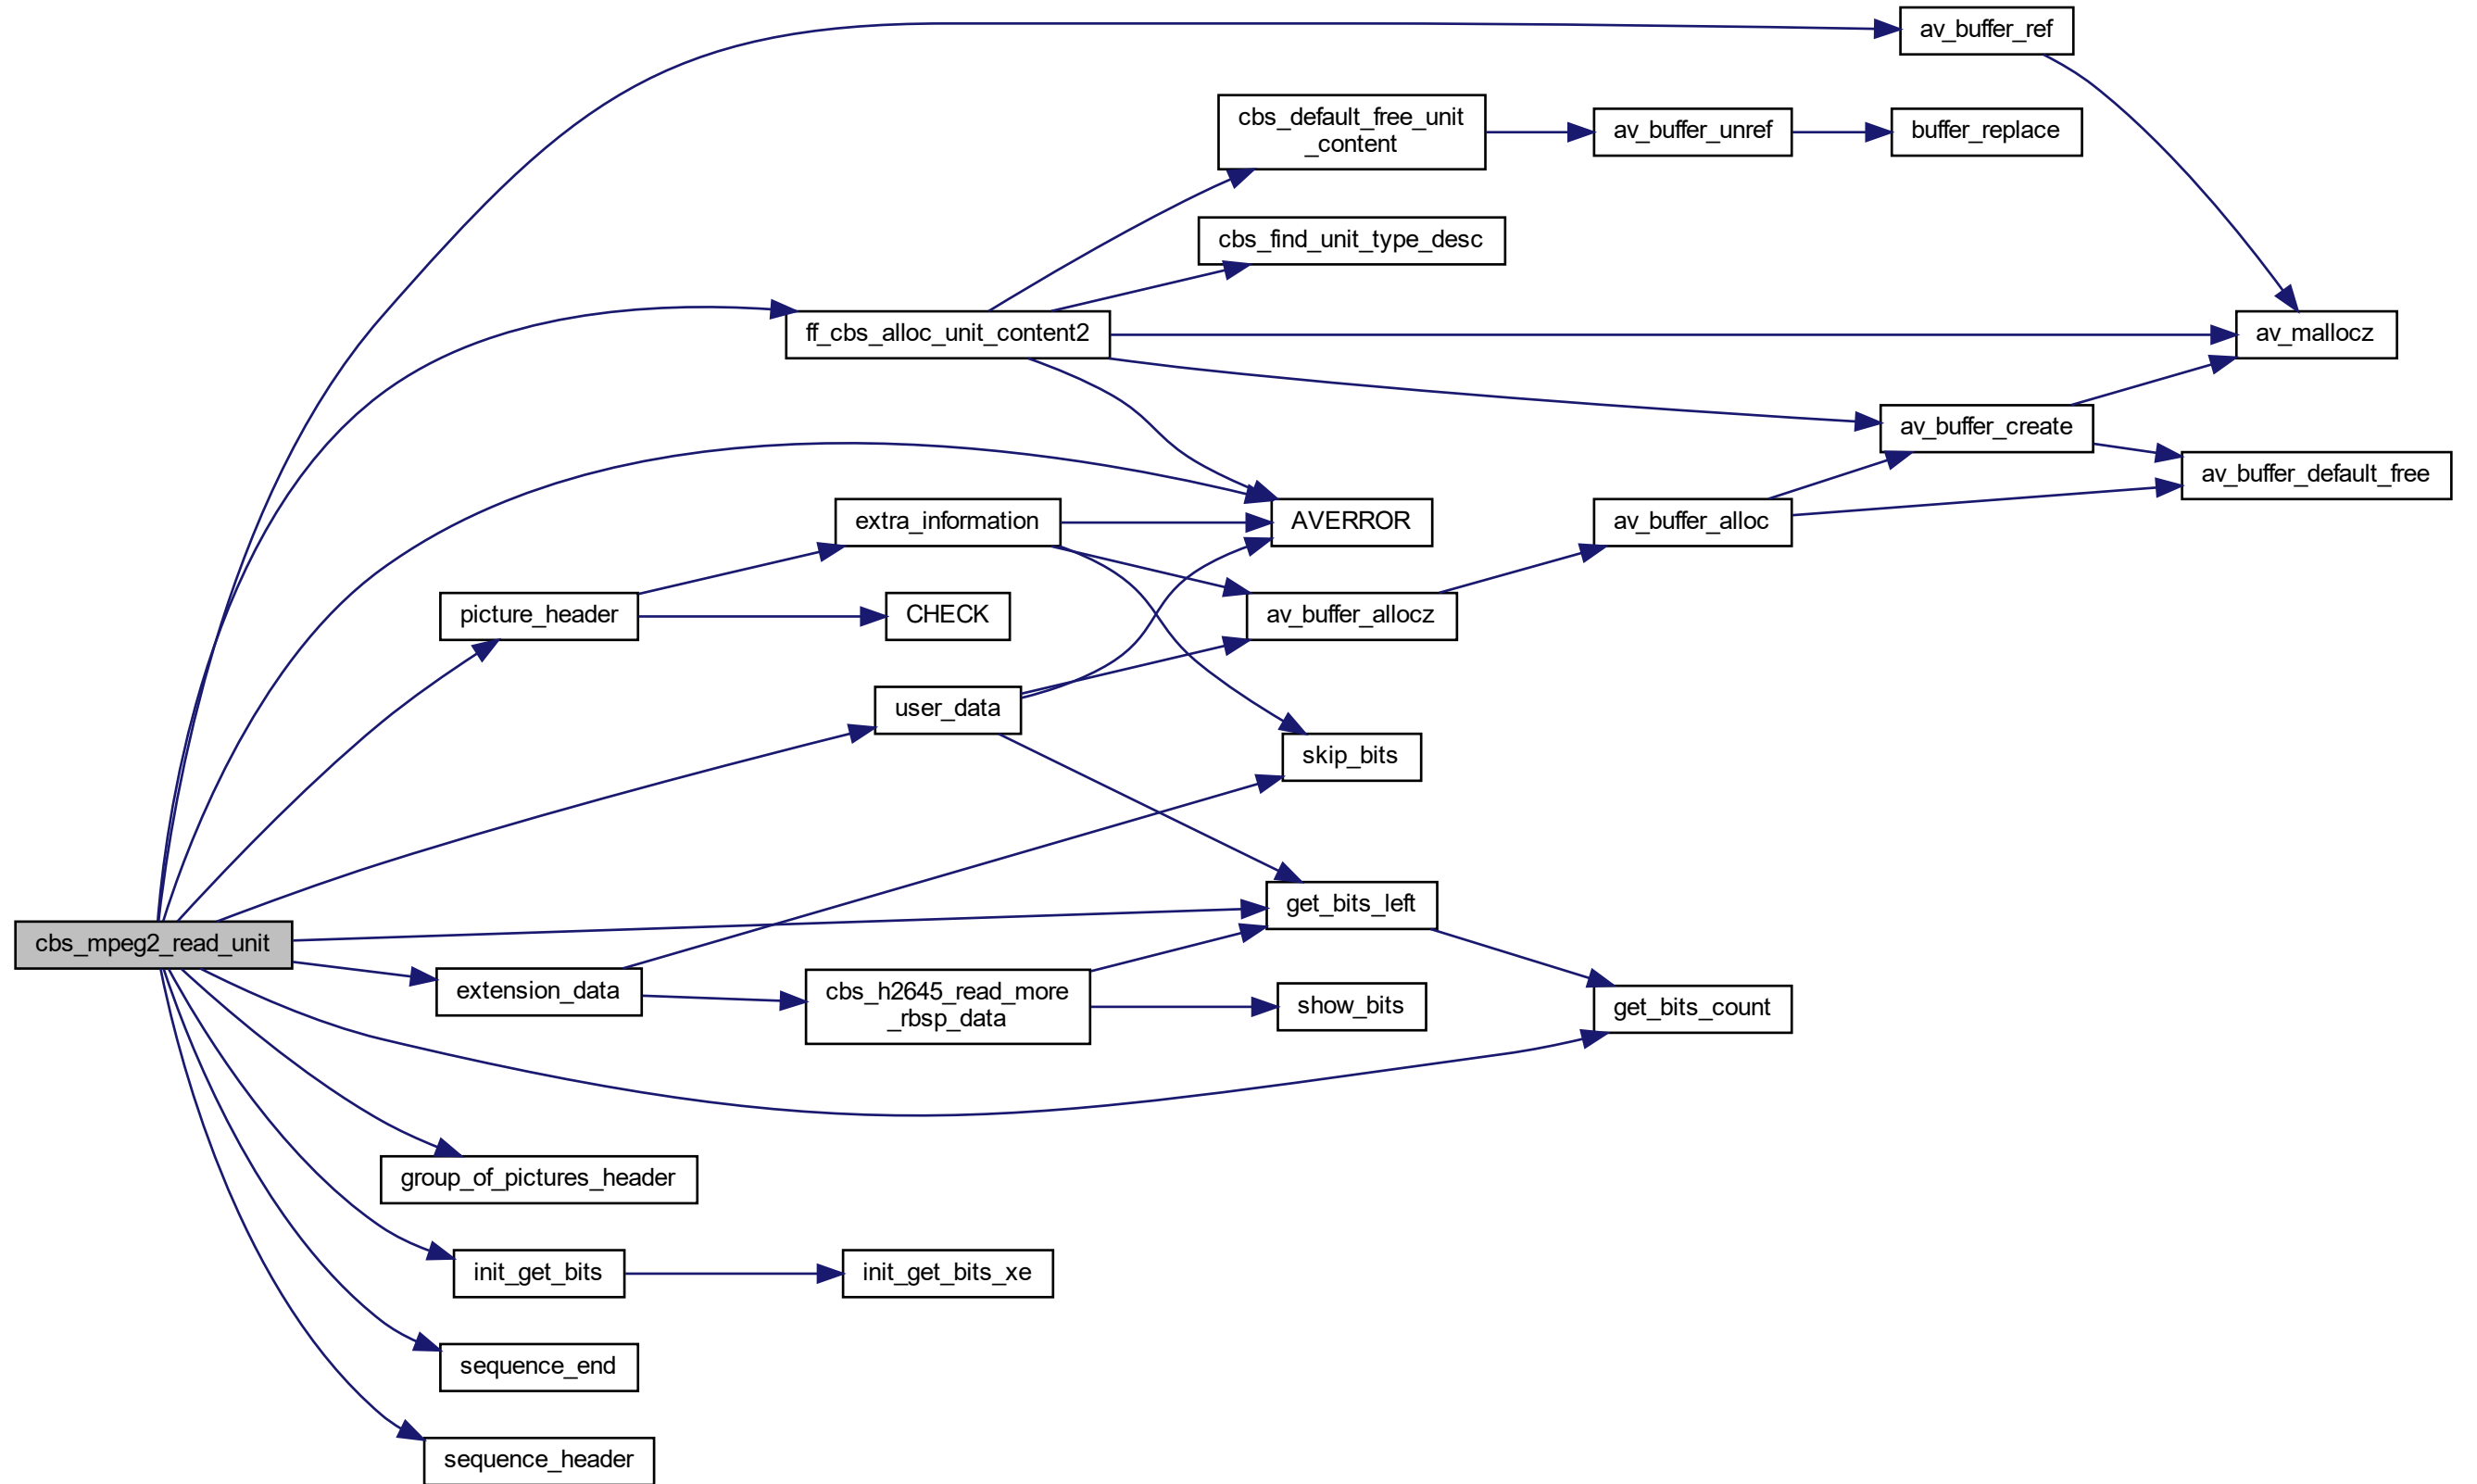 av_buffer_ref
cbs_default_free_unit
_content
av_buffer_unref
buffer_replace
cbs_find_unit_type_desc
ff_cbs_alloc_unit_content2
av_mallocz
av_buffer_create
av_buffer_default_free
extra_information
AVERROR
av_buffer_alloc
picture_header
CHECK
av_buffer_allocz
user_data
skip_bits
get_bits_left
cbs_mpeg2_read_unit
extension_data
cbs_h2645_read_more
_rbsp_data
show_bits
get_bits_count
group_of_pictures_header
init_get_bits
init_get_bits_xe
sequence_end
sequence_header